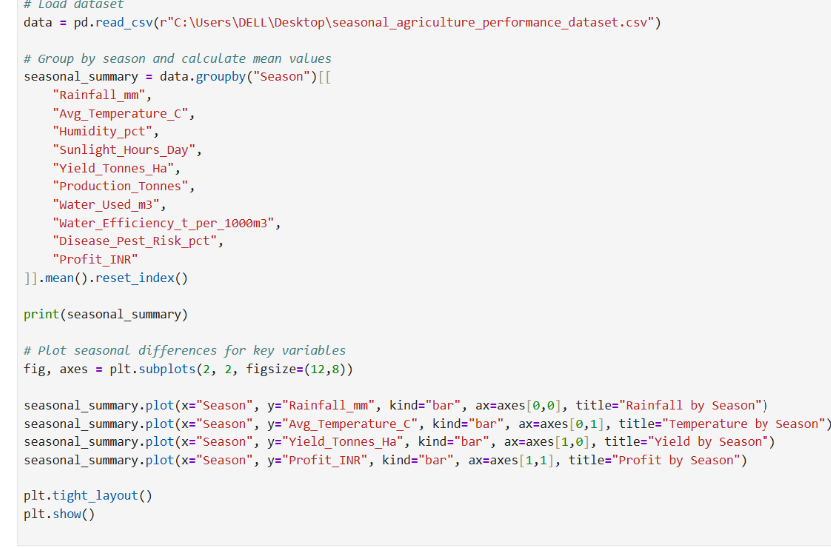 # Load dataset
data = pd.read_csv(r"C:\Users\DELL\Desktop\seasonal_agriculture_performance_dataset.csv")
# Group by season and calculate mean values
seasonal_summary = data.groupby("Season")[[
"Rainfall_mm",
"Avg_Temperature_C",
"Humidity_pct",
"Sunlight_Hours_Day",
"Yield_Tonnes_Ha",
"Production_Tonnes",
"Water_Used_m3",
"Water_Efficiency_t_per_1000m3",
"Disease_Pest_Risk_pct",
"Profit_INR"
]].mean().reset_index()
print(seasonal_summary)
# Plot seasonal differences for key variables
fig, axes = plt.subplots(2, 2, figsize=(12,8))
seasonal_summary.plot(x="Season", y="Rainfall_mm", kind="bar", ax=axes[0,0], title="Rainfall by Season")
seasonal_summary.plot(x="Season", y="Avg_Temperature_C", kind="bar", ax=axes[0,1], title="Temperature by Season")
seasonal_summary.plot(x="Season", y="Yield_Tonnes_Ha", kind="bar", ax=axes[1,0], title="Yield by Season")
seasonal_summary.plot(x="Season", y="Profit_INR", kind="bar", ax=axes[1,1], title="Profit by Season")
plt.tight_layout()
plt.show()